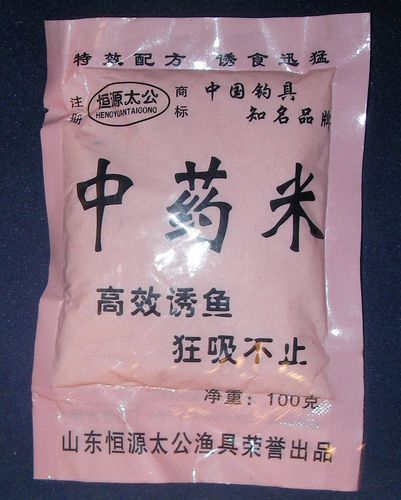 特效配方 诱食迅猛
注册 恒源太公 HENGYUANTAIGONG 商标 中国钓具
知名品牌
中药米
高效诱鱼
狂吸不止
净重：100克
山东恒源太公渔具荣誉出品